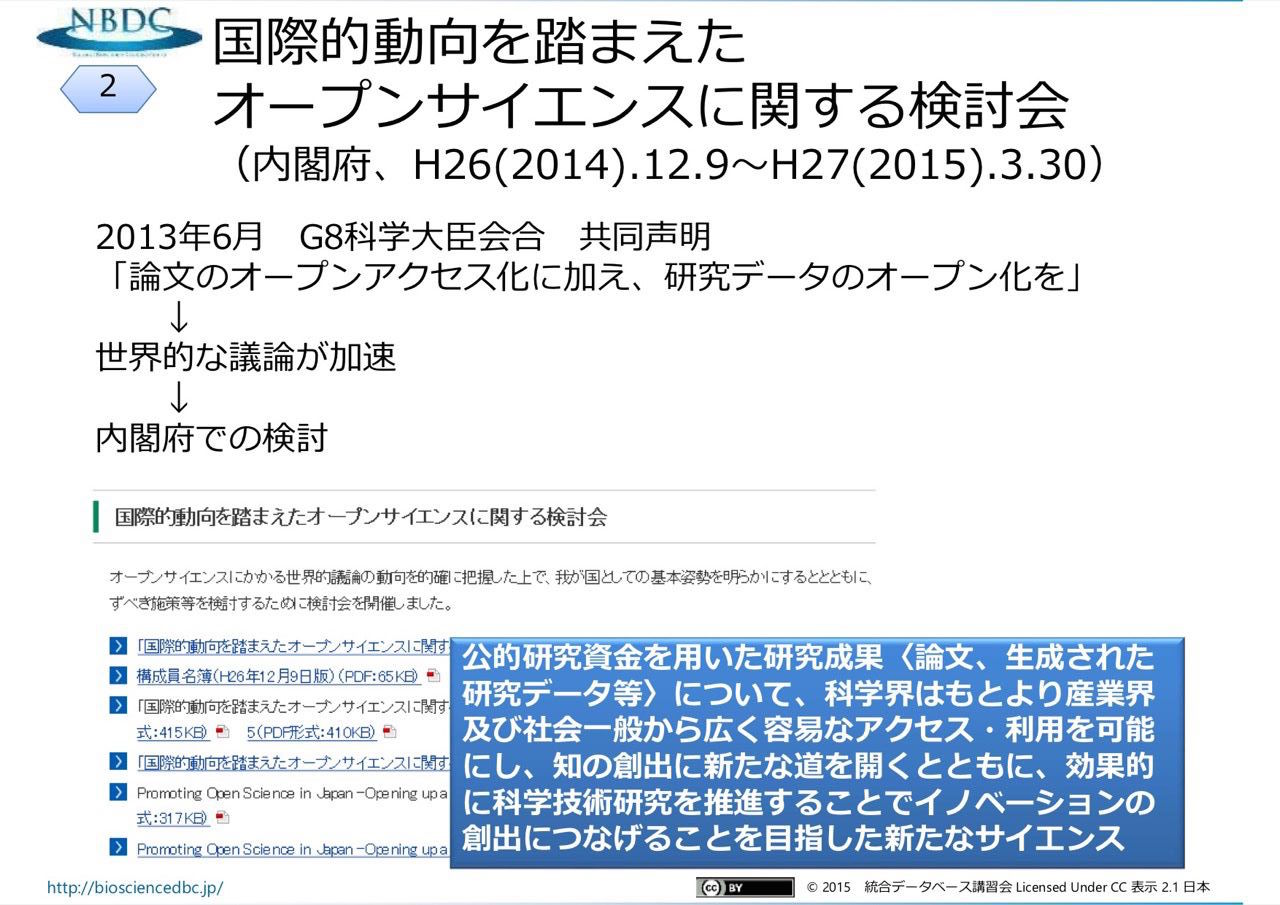 NBDC
2
国際的動向を踏まえた
オープンサイエンスに関する検討会
（内閣府、H26(2014).12.9～H27(2015).3.30）
2013年6月　G8科学大臣会合　共同声明
「論文のオープンアクセス化に加え、研究データのオープン化を」
↓
世界的な議論が加速
↓
内閣府での検討
国際的動向を踏まえたオープンサイエンスに関する検討会
オープンサイエンスにかかる世界的議論の動向を的確に把握した上で、我が国としての基本姿勢を明らかにするととともに、
ずべき施策等を検討するために検討会を開催しました。
「国際的動向を踏まえたオープンサイエンスに関す
構成員名簿(H26年12月9日版)(PDF:65KB)
「国際的動向を踏まえたオープンサイエンスに関す
式:415KB)　5(PDF形式:410KB)
「国際的動向を踏まえたオープンサイエンスに関す
Promoting Open Science in Japan -Opening up a
式:317KB)
Promoting Open Science in Japan -Opening up a
公的研究資金を用いた研究成果〈論文、生成された
研究データ等〉について、科学界はもとより産業界
及び社会一般から広く容易なアクセス・利用を可能
にし、知の創出に新たな道を開くとともに、効果的
に科学技術研究を推進することでイノベーションの
創出につなげることを目指した新たなサイエンス
http://biosciencedbc.jp/
cc BY
© 2015　統合データベース講習会 Licensed Under CC 表示 2.1 日本